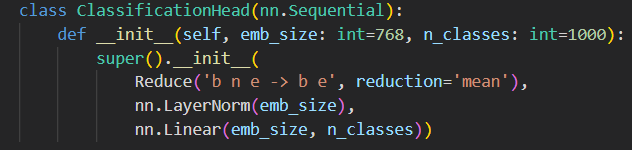 class ClassificationHead(nn.Sequential):
    def __init__(self, emb_size: int=768, n_classes: int=1000):
        super().__init__(
            Reduce('b n e -> b e', reduction='mean'),
            nn.LayerNorm(emb_size),
            nn.Linear(emb_size, n_classes))